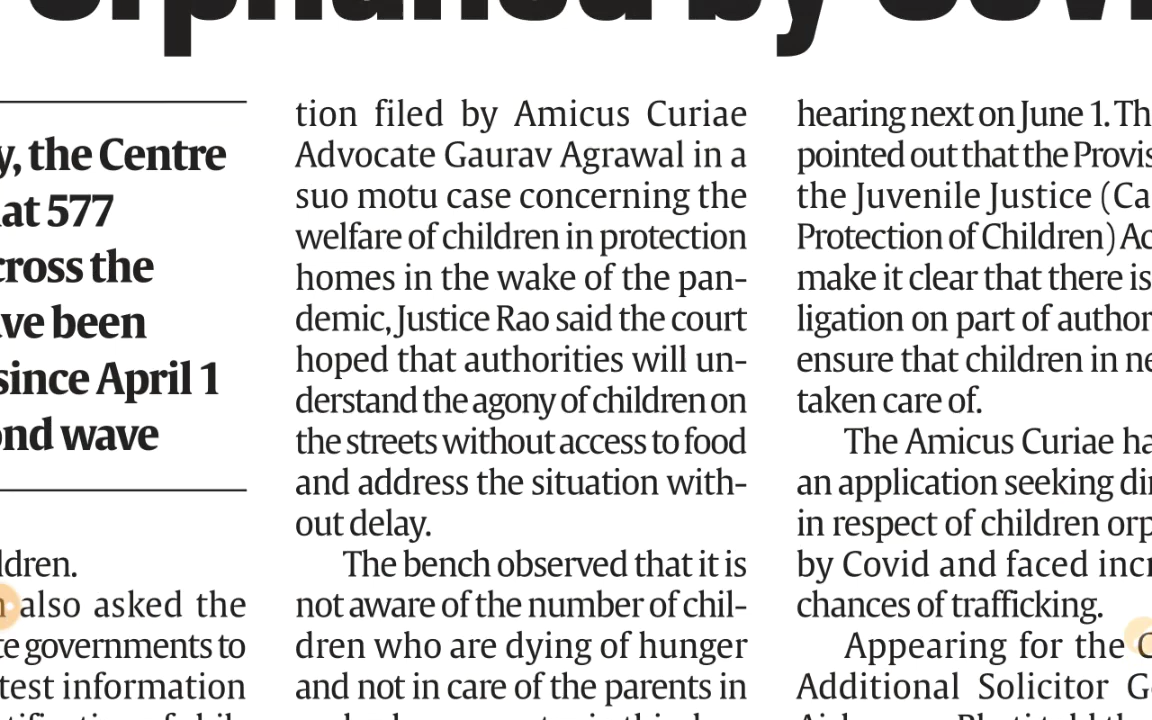 orphaned by Covi
y, the Centre
at 577
cross the
ve been
since April 1
ond wave
ldren.
also asked the
te governments to
test information
tion filed by Amicus Curiae
Advocate Gaurav Agrawal in a
suo motu case concerning the
welfare of children in protection
homes in the wake of the pan-
demic, Justice Rao said the court
hoped that authorities will un-
derstand the agony of children on
the streets without access to food
and address the situation with-
out delay.
The bench observed that it is
not aware of the number of chil-
dren who are dying of hunger
and not in care of the parents in
hearing next on June 1. Th
pointed out that the Provis
the Juvenile Justice (Ca
Protection of Children) Ac
make it clear that there is
ligation on part of author
ensure that children in ne
taken care of.
The Amicus Curiae ha
an application seeking di
in respect of children orp
by Covid and faced incr
chances of trafficking.
Appearing for the C
Additional Solicitor G